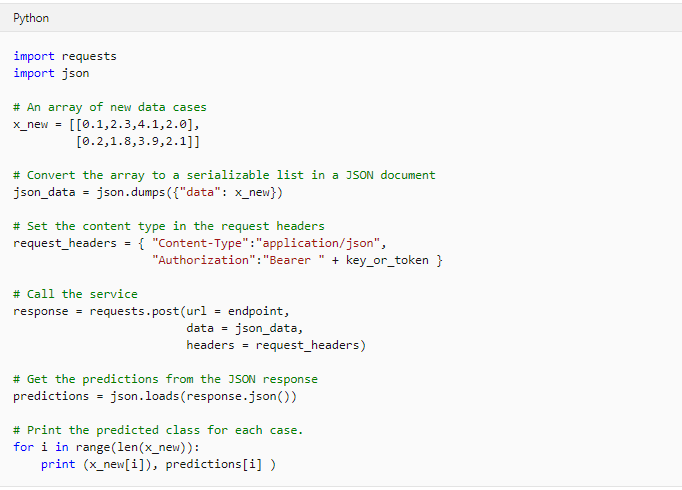 Python
import requests
import json
# An array of new data cases
x_new = [[0.1,2.3,4.1,2.0],
         [0.2,1.8,3.9,2.1]]
# Convert the array to a serializable list in a JSON document
json_data = json.dumps({"data": x_new})
# Set the content type in the request headers
request_headers = { "Content-Type":"application/json",
                    "Authorization":"Bearer " + key_or_token }
# Call the service
response = requests.post(url = endpoint,
                         data = json_data,
                         headers = request_headers)
# Get the predictions from the JSON response
predictions = json.loads(response.json())
# Print the predicted class for each case.
for i in range(len(x_new)):
    print (x_new[i]), predictions[i] )